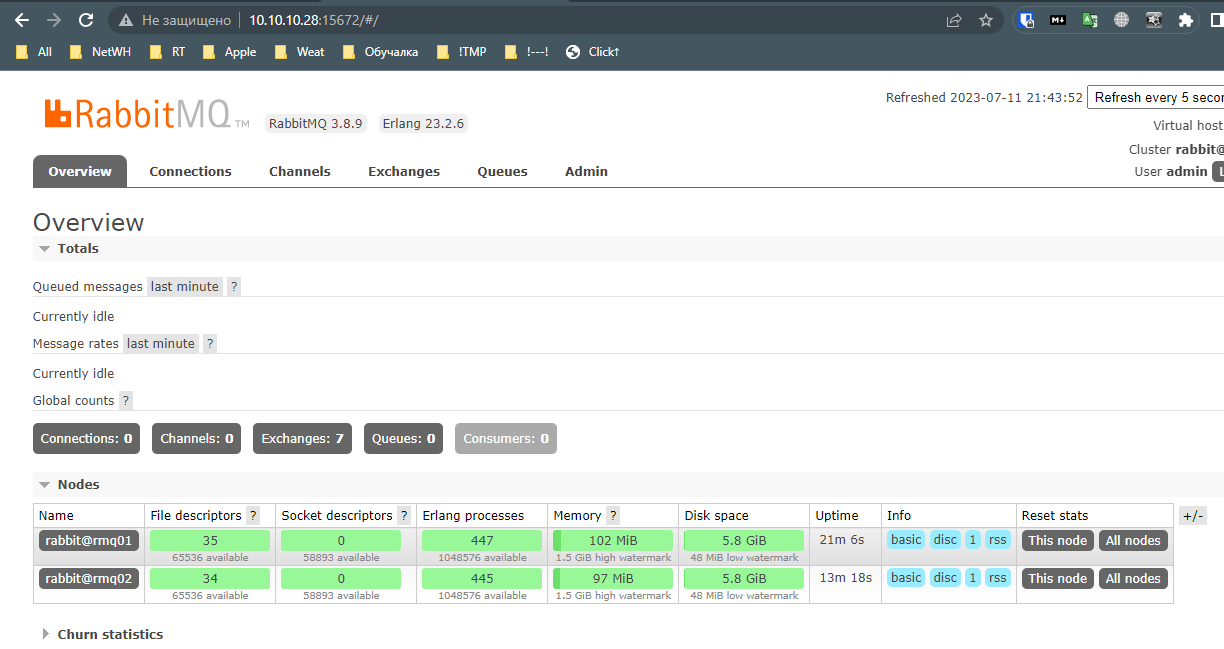 Не защищено 10.10.10.28:15672/#/
All NetWH RT Apple Weat Обучалка !TMP !---! Click↑
RabbitMQ TM RabbitMQ 3.8.9 Erlang 23.2.6
Refreshed 2023-07-11 21:43:52 Refresh every 5 secon
Virtual host
Cluster rabbit@
User admin L
Overview Connections Channels Exchanges Queues Admin
Overview
Totals
Queued messages last minute ?
Currently idle
Message rates last minute ?
Currently idle
Global counts ?
Connections: 0 Channels: 0 Exchanges: 7 Queues: 0 Consumers: 0
Nodes
Name File descriptors ? Socket descriptors ? Erlang processes Memory ? Disk space Uptime Info Reset stats +/-
rabbit@rmq01 35 0 447 102 MiB 5.8 GiB 21m 6s basic disc 1 rss This node All nodes
65536 available 58893 available 1048576 available 1.5 GiB high watermark 48 MiB low watermark
rabbit@rmq02 34 0 445 97 MiB 5.8 GiB 13m 18s basic disc 1 rss This node All nodes
65536 available 58893 available 1048576 available 1.5 GiB high watermark 48 MiB low watermark
Churn statistics